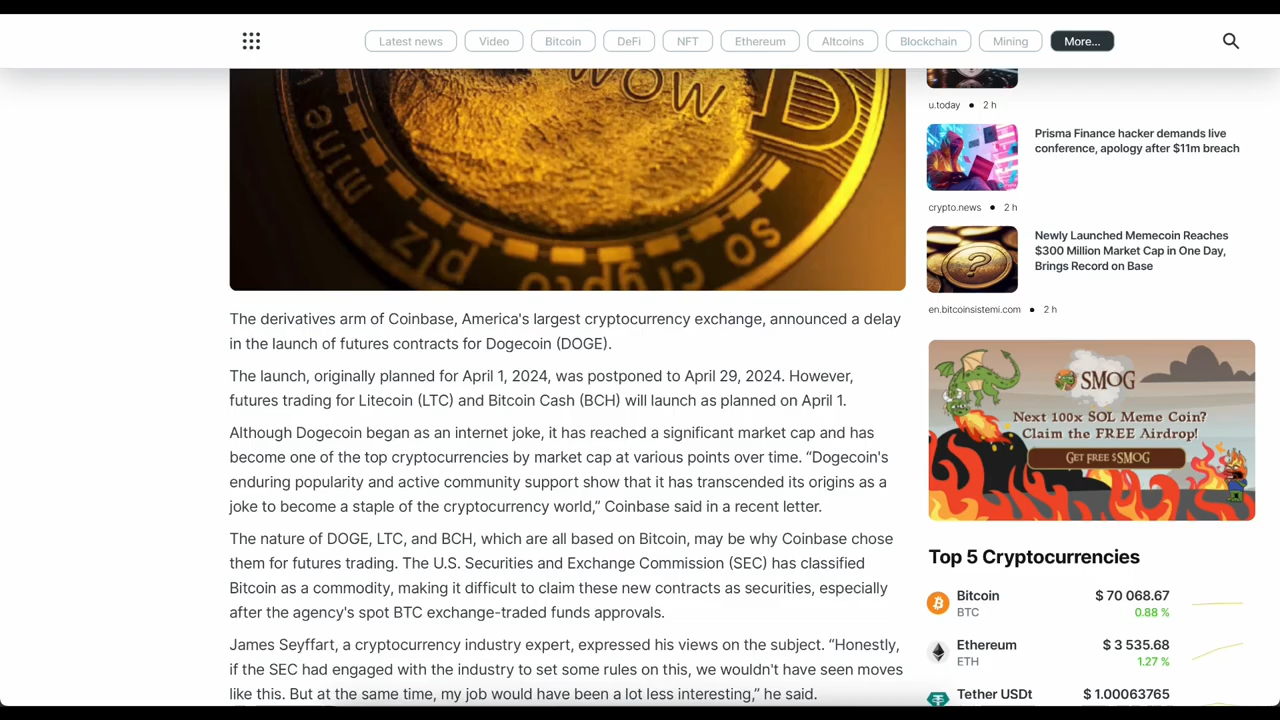 Latest news
Video
Bitcoin
DeFi
NFT
Ethereum
Altcoins
Blockchain
Mining
More...
wow
D
mine
so
crypto
The derivatives arm of Coinbase, America's largest cryptocurrency exchange, announced a delay
in the launch of futures contracts for Dogecoin (DOGE).
The launch, originally planned for April 1, 2024, was postponed to April 29, 2024. However,
futures trading for Litecoin (LTC) and Bitcoin Cash (BCH) will launch as planned on April 1.
Although Dogecoin began as an internet joke, it has reached a significant market cap and has
become one of the top cryptocurrencies by market cap at various points over time. “Dogecoin's
enduring popularity and active community support show that it has transcended its origins as a
joke to become a staple of the cryptocurrency world,” Coinbase said in a recent letter.
The nature of DOGE, LTC, and BCH, which are all based on Bitcoin, may be why Coinbase chose
them for futures trading. The U.S. Securities and Exchange Commission (SEC) has classified
Bitcoin as a commodity, making it difficult to claim these new contracts as securities, especially
after the agency's spot BTC exchange-traded funds approvals.
James Seyffart, a cryptocurrency industry expert, expressed his views on the subject. “Honestly,
if the SEC had engaged with the industry to set some rules on this, we wouldn't have seen moves
like this. But at the same time, my job would have been a lot less interesting,” he said.
u.today ● 2 h
Prisma Finance hacker demands live
conference, apology after $11m breach
crypto.news ● 2 h
Newly Launched Memecoin Reaches
$300 Million Market Cap in One Day,
Brings Record on Base
?
en.bitcoinsistemi.com ● 2 h
SMOG
Next 100x SOL Meme Coin?
Claim the FREE Airdrop!
Get free $SMOG
Top 5 Cryptocurrencies
Bitcoin $ 70 068.67
BTC 0.88 %
Ethereum $ 3 535.68
ETH 1.27 %
Tether USDt $ 1.00063765